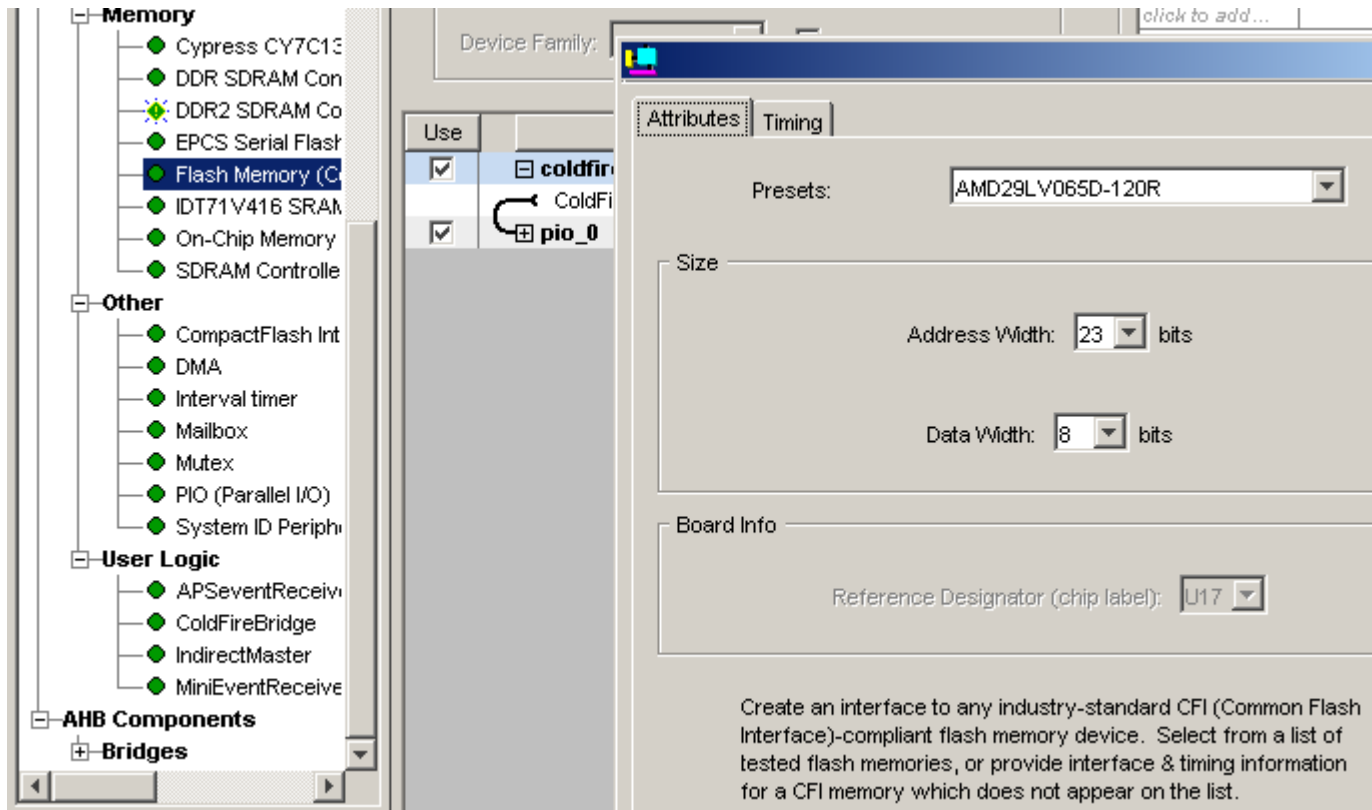 Memory
Cypress CY7C13
DDR SDRAM Con
DDR2 SDRAM Co
EPCS Serial Flash
Flash Memory (Co
IDT71V416 SRAM
On-Chip Memory
SDRAM Controlle
Other
CompactFlash Int
DMA
Interval timer
Mailbox
Mutex
PIO (Parallel I/O)
System ID Periph
User Logic
APSeventReceiv
ColdFireBridge
IndirectMaster
MiniEventReceive
AHB Components
Bridges
Device Family:
click to add...
Use
coldfir
ColdFi
pio_0
Attributes
Timing
Presets:
AMD29LV065D-120R
Size
Address Width: 23 bits
Data Width: 8 bits
Board Info
Reference Designator (chip label): U17
Create an interface to any industry-standard CFI (Common Flash
Interface)-compliant flash memory device. Select from a list of
tested flash memories, or provide interface & timing information
for a CFI memory which does not appear on the list.